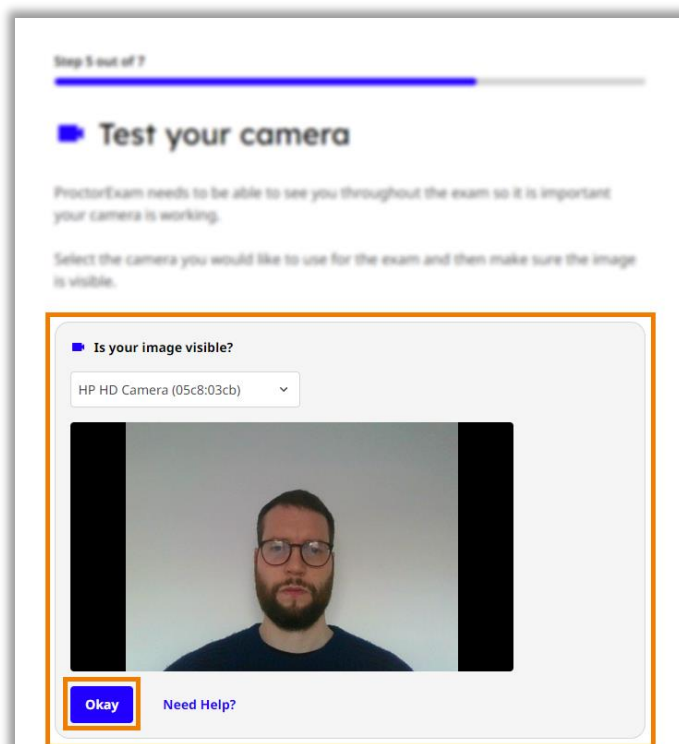 Step 5 out of 7
Test your camera
ProctorExam needs to be able to see you throughout the exam so it is important
your camera is working.
Select the camera you would like to use for the exam and then make sure the image
is visible.
Is your image visible?
HP HD Camera (05c8:03cb)
Okay
Need Help?